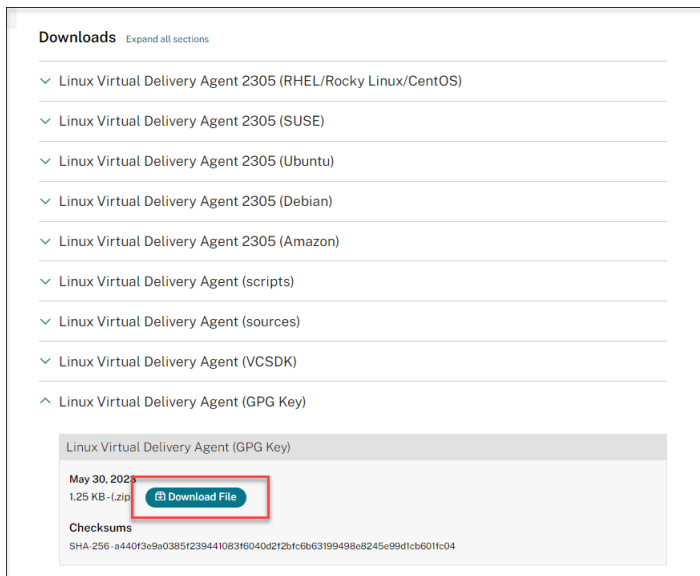 Downloads Expand all sections
Linux Virtual Delivery Agent 2305 (RHEL/Rocky Linux/CentOS)
Linux Virtual Delivery Agent 2305 (SUSE)
Linux Virtual Delivery Agent 2305 (Ubuntu)
Linux Virtual Delivery Agent 2305 (Debian)
Linux Virtual Delivery Agent 2305 (Amazon)
Linux Virtual Delivery Agent (scripts)
Linux Virtual Delivery Agent (sources)
Linux Virtual Delivery Agent (VCSDK)
Linux Virtual Delivery Agent (GPG Key)
Linux Virtual Delivery Agent (GPG Key)
May 30, 2023
1.25 KB - (.zip) Download File
Checksums
SHA-256 - a440f3e9a0385f239441083f6040d2f2bfc6b63199498e8245e99d1cb601fc04